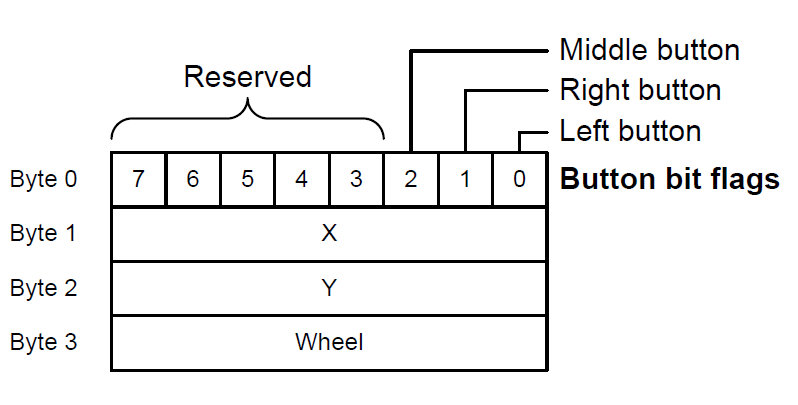 Middle button
Reserved
Right button
Left button
Byte 0 7 6 5 4 3 2 1 0 Button bit flags
Byte 1 X
Byte 2 Y
Byte 3 Wheel